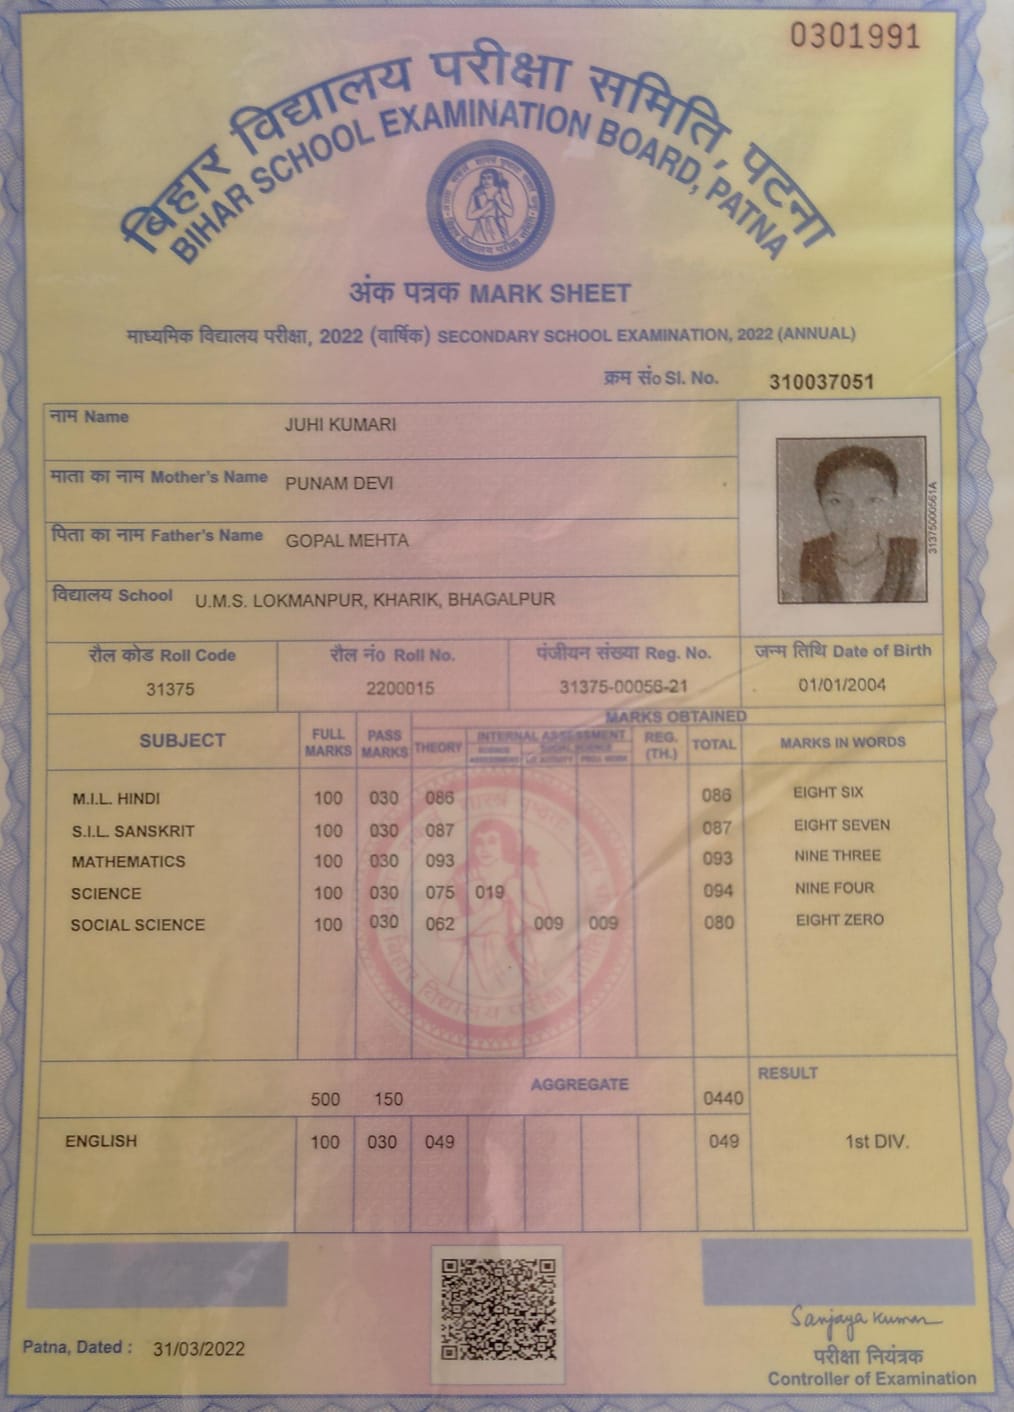 0301991
बिहार विद्यालय परीक्षा समिति, पटना
BIHAR SCHOOL EXAMINATION BOARD, PATNA
अंक पत्रक MARK SHEET
माध्यमिक विद्यालय परीक्षा, 2022 (वार्षिक) SECONDARY SCHOOL EXAMINATION, 2022 (ANNUAL)
क्रम सं० Sl. No. 310037051
नाम Name JUHI KUMARI
माता का नाम Mother's Name PUNAM DEVI
पिता का नाम Father's Name GOPAL MEHTA
विद्यालय School U.M.S. LOKMANPUR, KHARIK, BHAGALPUR
313750000561A
रौल कोड Roll Code रौल नं० Roll No. पंजीयन संख्या Reg. No. जन्म तिथि Date of Birth
31375 2200015 31375-00056-21 01/01/2004
MARKS OBTAINED
SUBJECT FULL MARKS PASS MARKS THEORY INTERNAL ASSESSMENT REG. (TH.) TOTAL MARKS IN WORDS
M.I.L. HINDI 100 030 086 086 EIGHT SIX
S.I.L. SANSKRIT 100 030 087 087 EIGHT SEVEN
MATHEMATICS 100 030 093 093 NINE THREE
SCIENCE 100 030 075 019 094 NINE FOUR
SOCIAL SCIENCE 100 030 062 009 009 080 EIGHT ZERO
RESULT
500 150 AGGREGATE 0440
ENGLISH 100 030 049 049 1st DIV.
Sanjaya Kumar
Patna, Dated : 31/03/2022
परीक्षा नियंत्रक
Controller of Examination